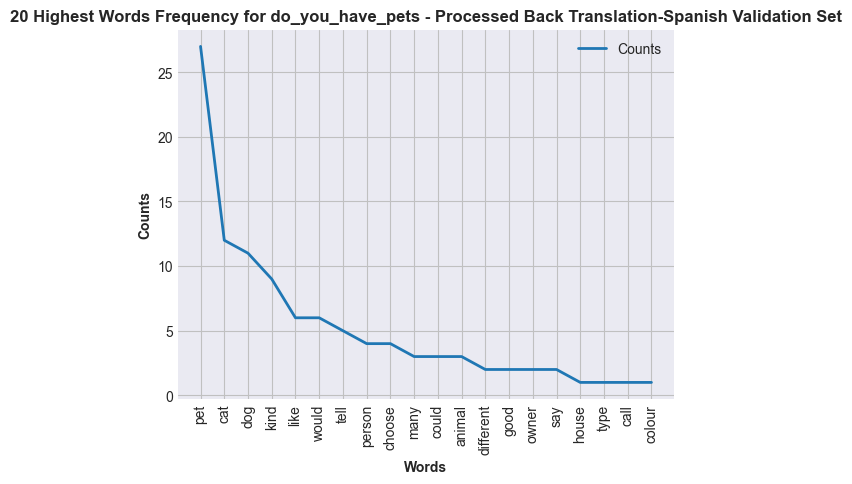 20 Highest Words Frequency for do_you_have_pets - Processed Back Translation-Spanish Validation Set
Counts
Counts
25
20
15
10
5
0
pet
cat
dog
kind
like
would
tell
person
choose
many
could
animal
different
good
owner
say
house
type
call
colour
Words